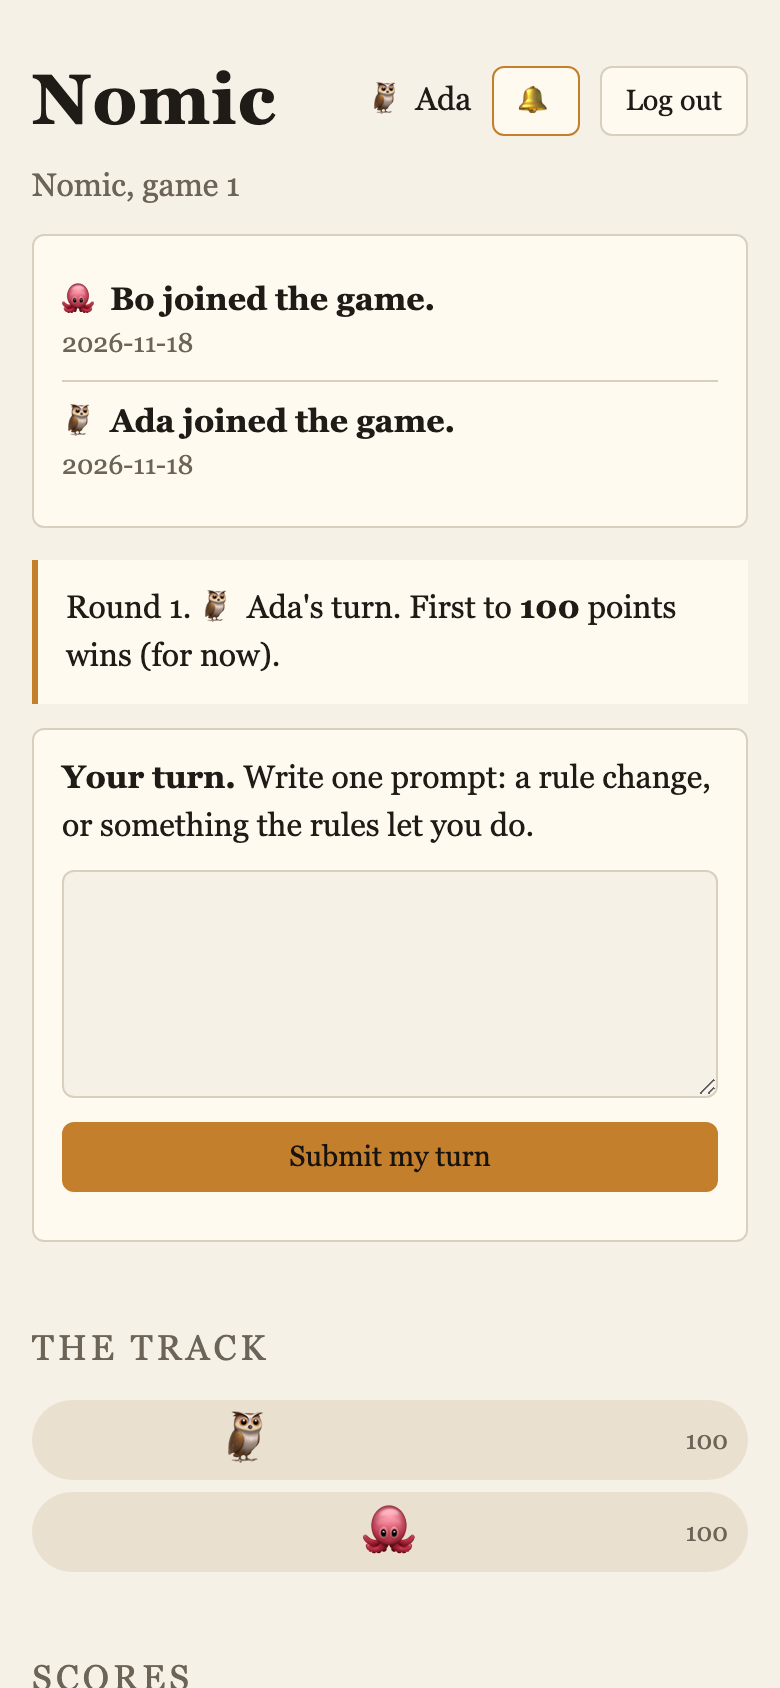 Nomic
Ada
Log out
Nomic, game 1
Bo joined the game.
2026-11-18
Ada joined the game.
2026-11-18
Round 1. Ada's turn. First to 100 points
wins (for now).
Your turn. Write one prompt: a rule change,
or something the rules let you do.
Submit my turn
THE TRACK
100
100
SCORES